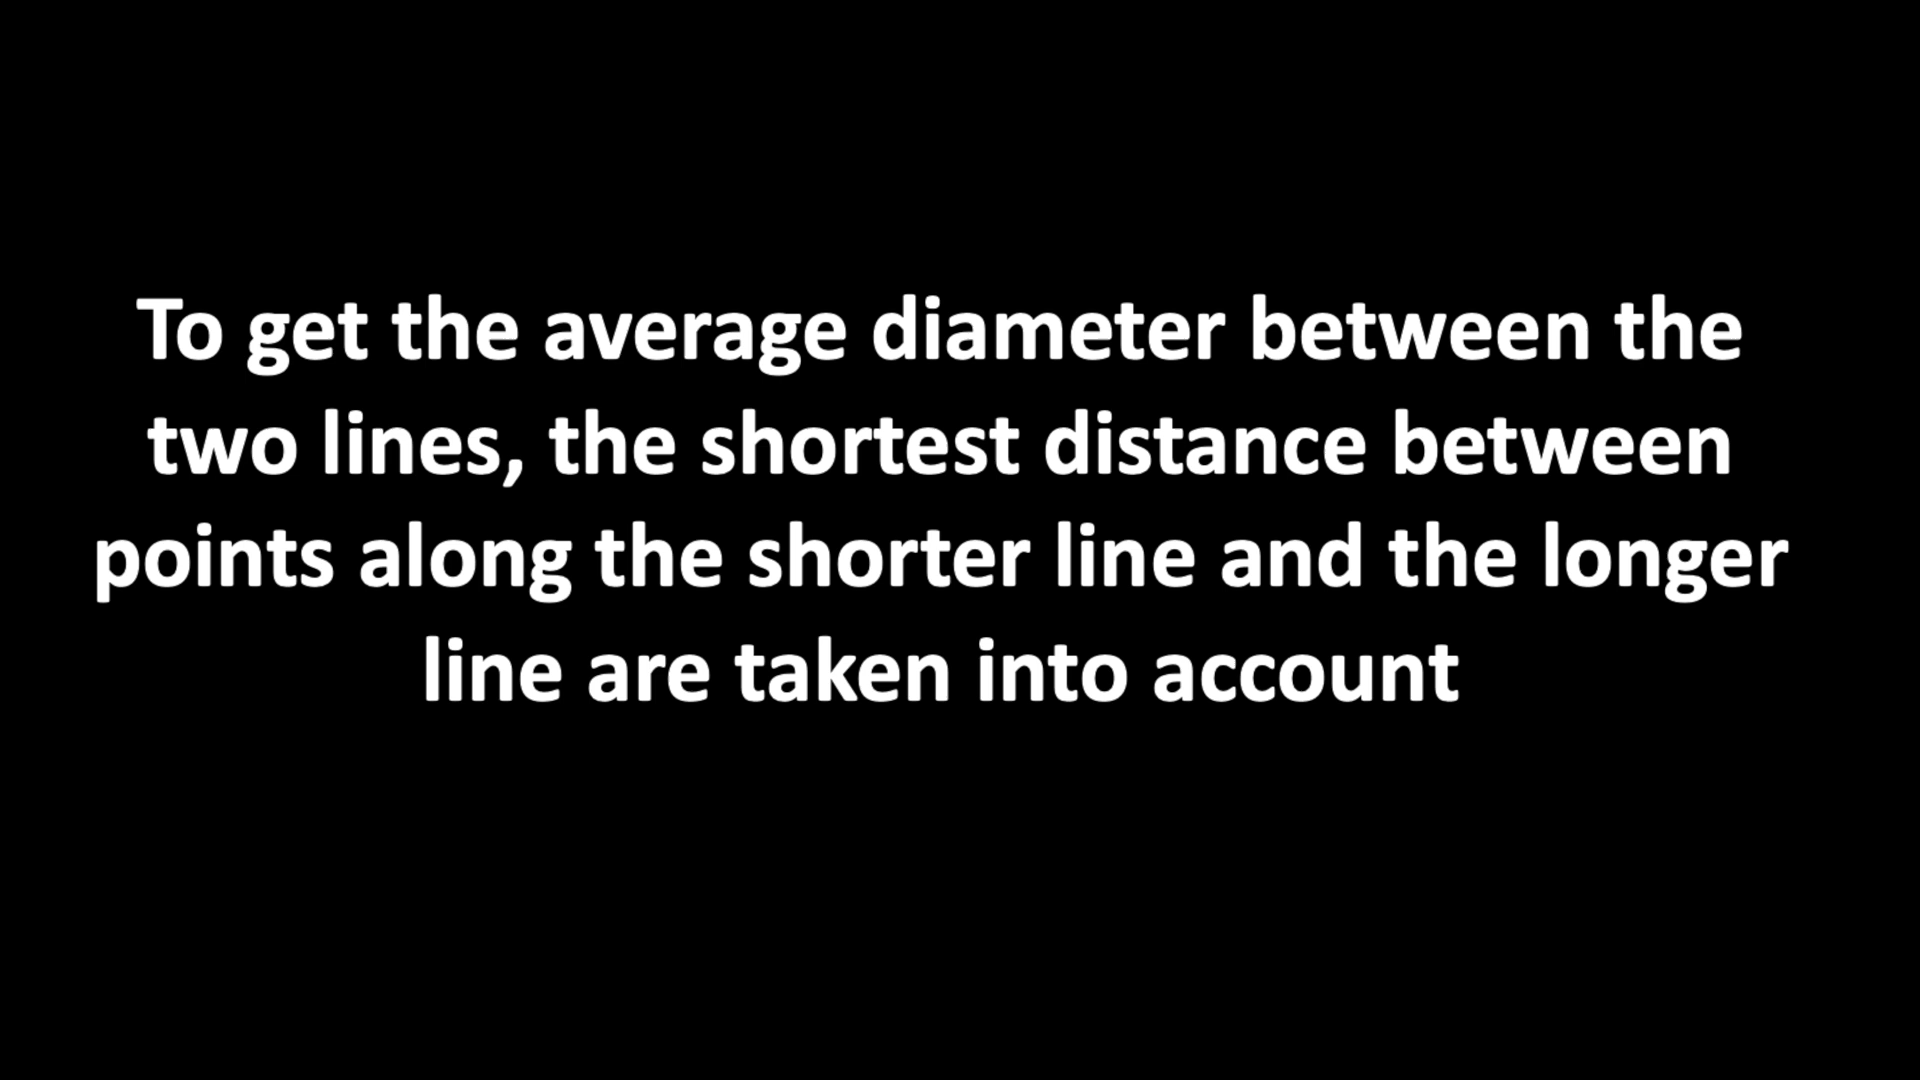 To get the average diameter between the
two lines, the shortest distance between
points along the shorter line and the longer
line are taken into account